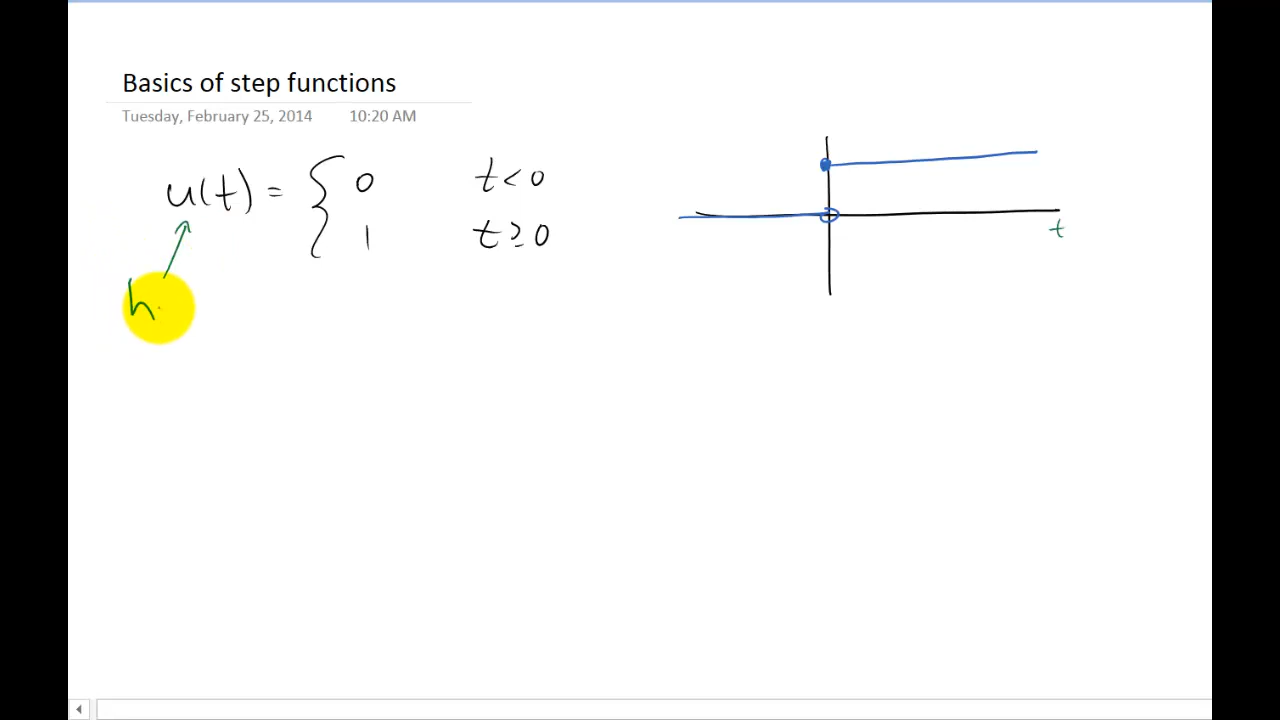 Basics of step functions
Tuesday, February 25, 2014 10:20 AM
u(t) = { 0 t < 0
1 t ≥ 0
t
h